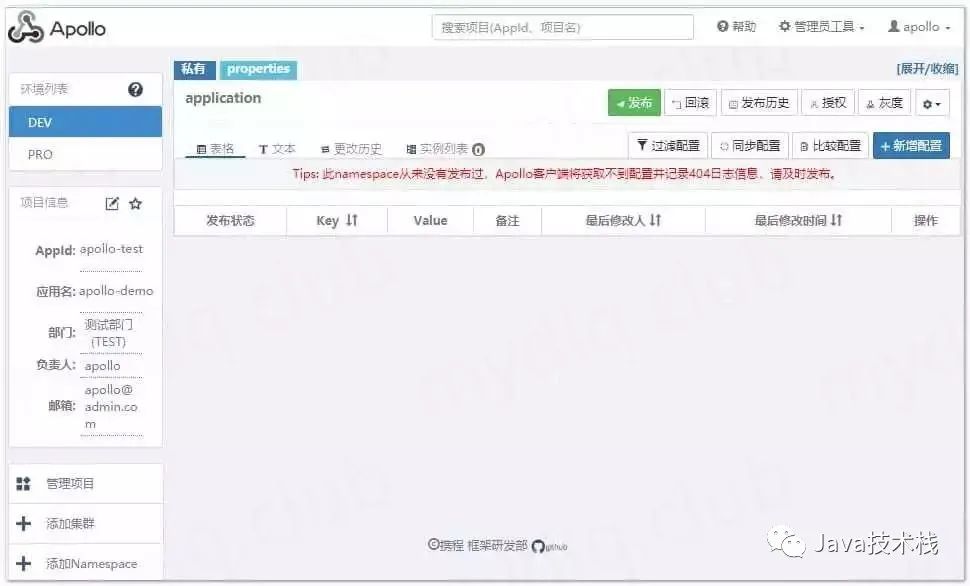 Apollo
搜索项目(AppId、项目名)
帮助
管理员工具
apollo
环境列表
DEV
PRO
私有
properties
[展开/收缩]
application
发布
回滚
发布历史
授权
灰度
表格
文本
更改历史
实例列表 0
过滤配置
同步配置
比较配置
+新增配置
Tips: 此namespace从来没有发布过，Apollo客户端将获取不到配置并记录404日志信息，请及时发布。
发布状态
Key
Value
备注
最后修改人
最后修改时间
操作
项目信息
AppId: apollo-test
应用名: apollo-demo
部门: 测试部门
(TEST)
负责人: apollo
邮箱: apollo@
admin.co
m
管理项目
添加集群
添加Namespace
©携程 框架研发部 github
Java技术栈